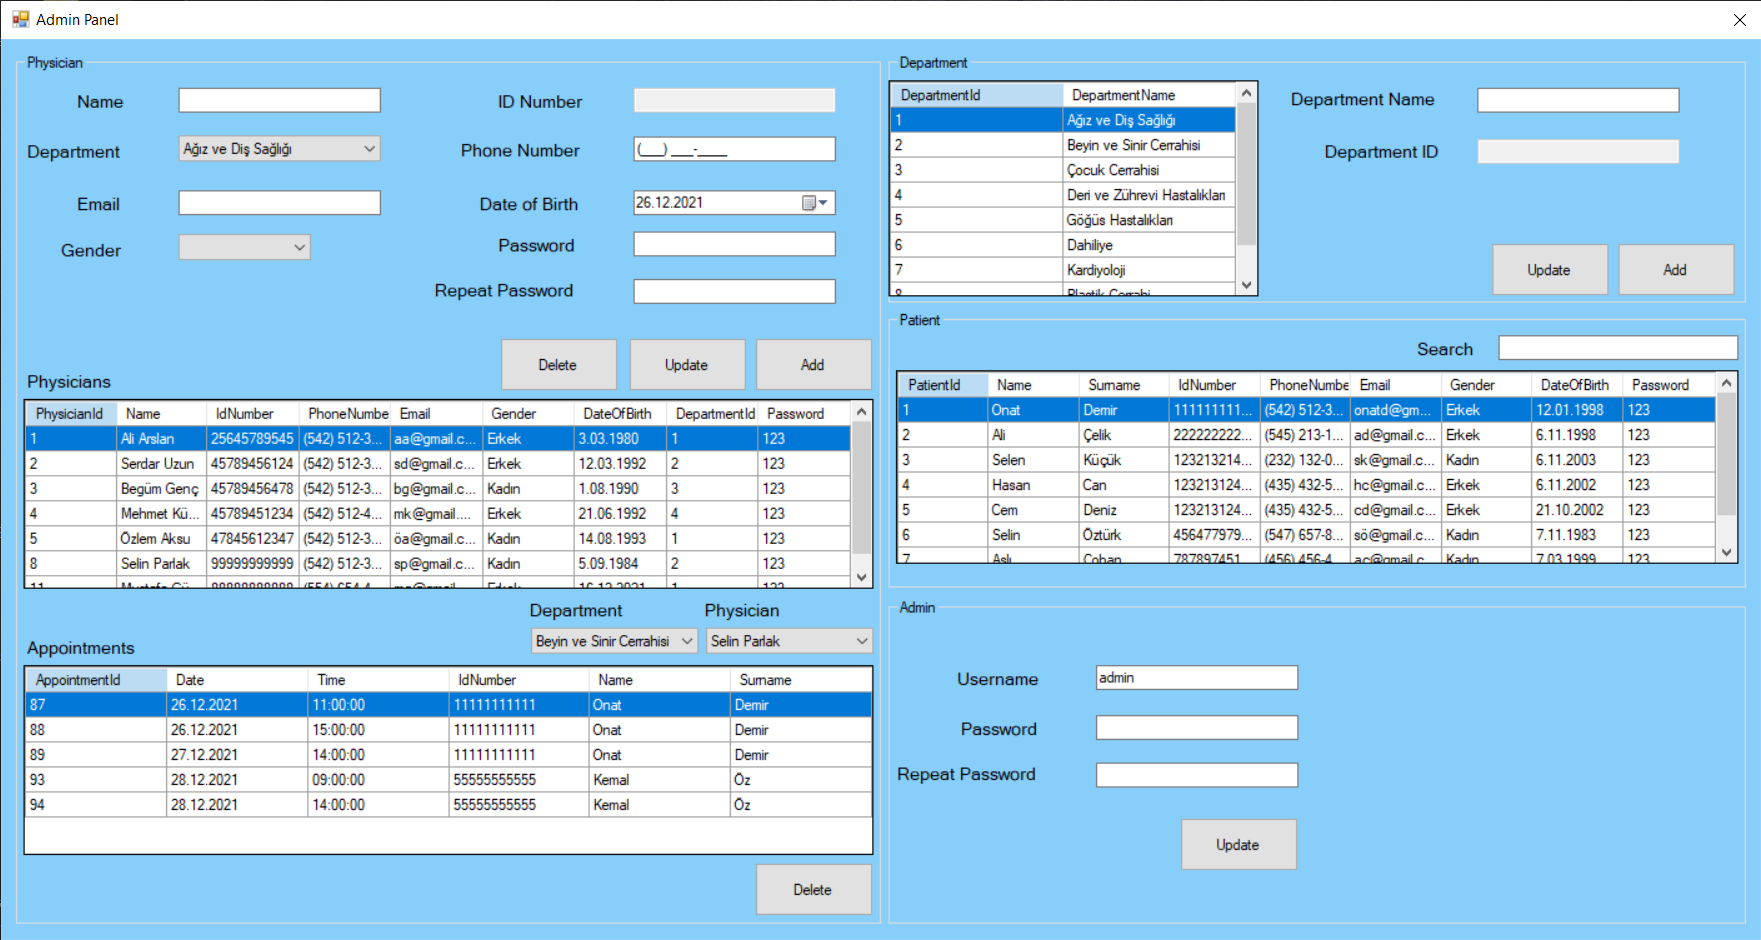 Admin Panel
Physician
Name
ID Number
Department Ağız ve Diş Sağlığı
Phone Number (___) ___-____
Email
Date of Birth 26.12.2021
Gender
Password
Repeat Password
Delete Update Add
Physicians
PhysicianId Name IdNumber PhoneNumbe Email Gender DateOfBirth DepartmentId Password
1 Ali Arslan 25645789545 (542) 512-3... aa@gmail.c... Erkek 3.03.1980 1 123
2 Serdar Uzun 45789456124 (542) 512-3... sd@gmail.c... Erkek 12.03.1992 2 123
3 Begüm Genç 45789456478 (542) 512-3... bg@gmail.c... Kadın 1.08.1990 3 123
4 Mehmet Kü... 45789451234 (542) 512-4... mk@gmail.... Erkek 21.06.1992 4 123
5 Özlem Aksu 47845612347 (542) 512-3... öa@gmail.c... Kadın 14.08.1993 1 123
8 Selin Parlak 99999999999 (542) 512-3... sp@gmail.c... Kadın 5.09.1984 2 123
Department Physician
Beyin ve Sinir Cerrahisi Selin Parlak
Appointments
AppointmentId Date Time IdNumber Name Surname
87 26.12.2021 11:00:00 11111111111 Onat Demir
88 26.12.2021 15:00:00 11111111111 Onat Demir
89 27.12.2021 14:00:00 11111111111 Onat Demir
93 28.12.2021 09:00:00 55555555555 Kemal Öz
94 28.12.2021 14:00:00 55555555555 Kemal Öz
Delete
Department
DepartmentId DepartmentName
1 Ağız ve Diş Sağlığı
2 Beyin ve Sinir Cerrahisi
3 Çocuk Cerrahisi
4 Deri ve Zührevi Hastalıkları
5 Göğüs Hastalıkları
6 Dahiliye
7 Kardiyoloji
8 Plastik Cerrahi
Department Name
Department ID
Update Add
Patient
Search
PatientId Name Surname IdNumber PhoneNumbe Email Gender DateOfBirth Password
1 Onat Demir 111111111... (542) 512-3... onatd@gm... Erkek 12.01.1998 123
2 Ali Çelik 222222222... (545) 213-1... ad@gmail.c... Erkek 6.11.1998 123
3 Selen Küçük 123213214... (232) 132-0... sk@gmail.c... Kadın 6.11.2003 123
4 Hasan Can 123213124... (435) 432-5... hc@gmail.c... Erkek 6.11.2002 123
5 Cem Deniz 123213124... (435) 432-5... cd@gmail.c... Erkek 21.10.2002 123
6 Selin Öztürk 456477979... (547) 657-8... sö@gmail.c... Kadın 7.11.1983 123
7 Aslı Çoban 787897451 (456) 456-4 ac@gmail.c Kadın 7.03.1999 123
Admin
Username admin
Password
Repeat Password
Update